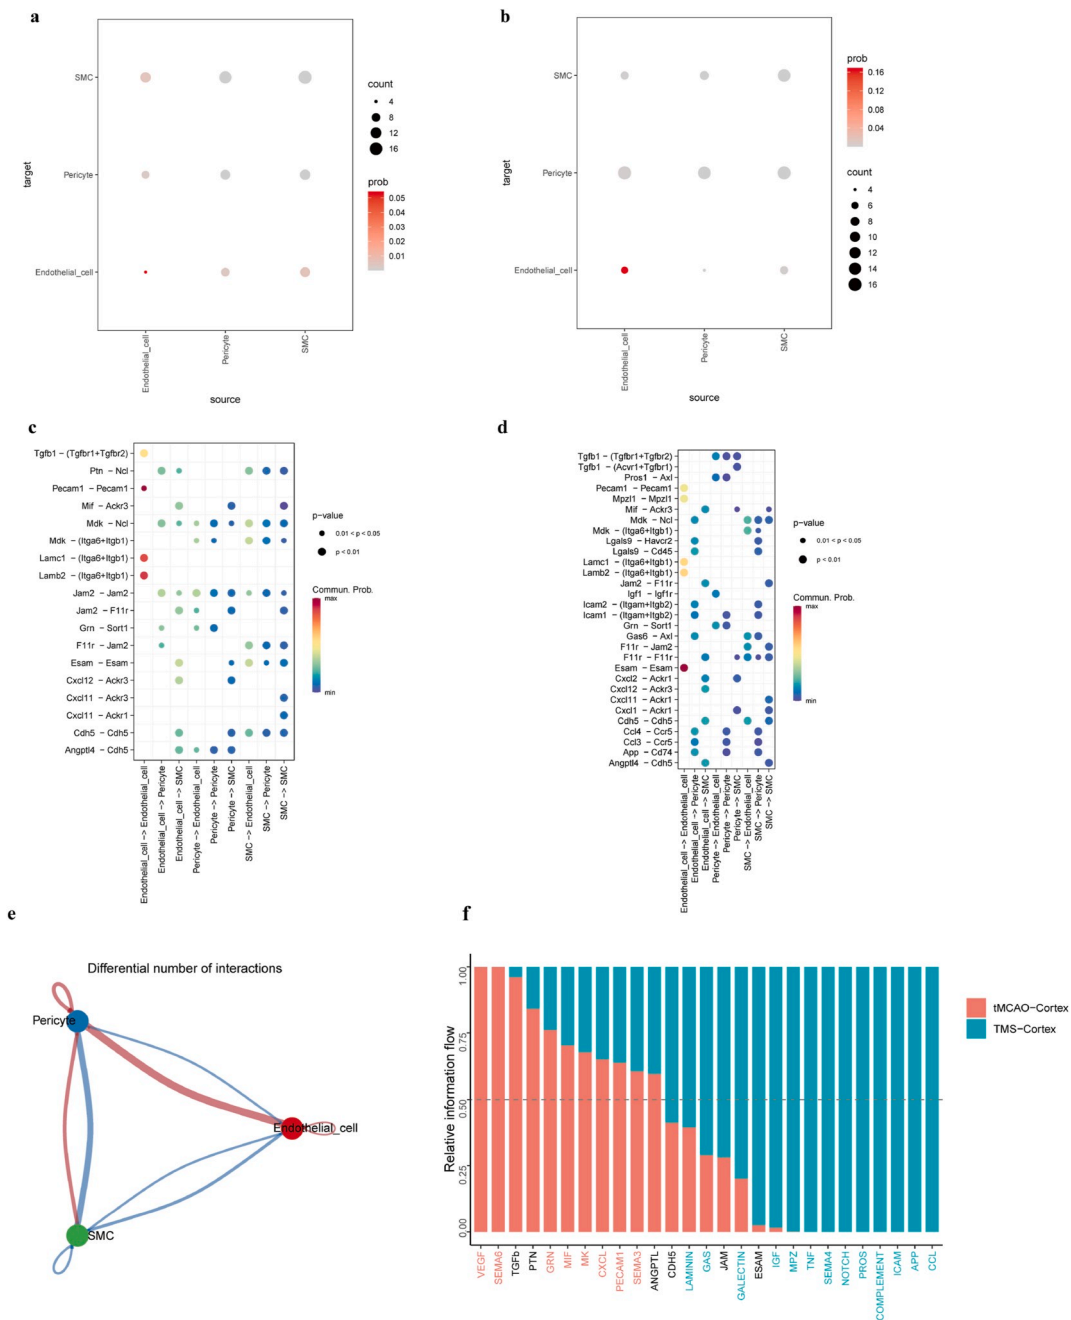 a
SMC
Pericyte
Endothelial_cell
target
Endothelial_cell
Pericyte
SMC
source
count
4
8
12
16
prob
0.05
0.04
0.03
0.02
0.01
b
SMC
Pericyte
Endothelial_cell
target
Endothelial_cell
Pericyte
SMC
source
prob
0.16
0.12
0.08
0.04
count
4
6
8
10
12
14
16
c
Tgfb1 − (Tgfbr1+Tgfbr2)
Ptn − Ncl
Pecam1 − Pecam1
Mif − Ackr3
Mdk − Ncl
Mdk − (Itga6+Itgb1)
Lamc1 − (Itga6+Itgb1)
Lamb2 − (Itga6+Itgb1)
Jam2 − Jam2
Jam2 − F11r
Grn − Sort1
F11r − Jam2
Esam − Esam
Cxcl12 − Ackr3
Cxcl11 − Ackr3
Cxcl11 − Ackr1
Cdh5 − Cdh5
Angptl4 − Cdh5
Endothelial_cell -> Endothelial_cell
Endothelial_cell -> Pericyte
Endothelial_cell -> SMC
Pericyte -> Endothelial_cell
Pericyte -> Pericyte
Pericyte -> SMC
SMC -> Endothelial_cell
SMC -> Pericyte
SMC -> SMC
p-value
0.01 < p < 0.05
p < 0.01
Commun. Prob.
max
min
d
Tgfb1 − (Tgfbr1+Tgfbr2)
Tgfb1 − (Acvr1+Tgfbr1)
Pros1 − Axl
Pecam1 − Pecam1
Mpzl1 − Mpzl1
Mif − Ackr3
Mdk − Ncl
Mdk − (Itga6+Itgb1)
Lgals9 − Havcr2
Lgals9 − Cd45
Lamc1 − (Itga6+Itgb1)
Lamb2 − (Itga6+Itgb1)
Jam2 − F11r
Igf1 − Igf1r
Icam2 − (Itgam+Itgb2)
Icam1 − (Itgam+Itgb2)
Grn − Sort1
Gas6 − Axl
F11r − Jam2
F11r − F11r
Esam − Esam
Cxcl2 − Ackr1
Cxcl12 − Ackr3
Cxcl11 − Ackr1
Cxcl1 − Ackr1
Cdh5 − Cdh5
Ccl4 − Ccr5
Ccl3 − Ccr5
App − Cd74
Angptl4 − Cdh5
Endothelial_cell -> Endothelial_cell
Endothelial_cell -> Pericyte
Endothelial_cell -> SMC
Pericyte -> Endothelial_cell
Pericyte -> Pericyte
Pericyte -> SMC
SMC -> Endothelial_cell
SMC -> Pericyte
SMC -> SMC
p-value
0.01 < p < 0.05
p < 0.01
Commun. Prob.
max
min
e
Differential number of interactions
Pericyte
Endothelial_cell
SMC
f
Relative information flow
1.00
0.75
0.50
0.25
0.00
VEGF
SEMA6
TGFb
PTN
GRN
MIF
MK
CXCL
PECAM1
SEMA3
ANGPTL
CDH5
LAMININ
GAS
JAM
GALECTIN
ESAM
IGF
MPZ
TNF
SEMA4
NOTCH
PROS
COMPLEMENT
ICAM
APP
CCL
tMCAO−Cortex
TMS−Cortex